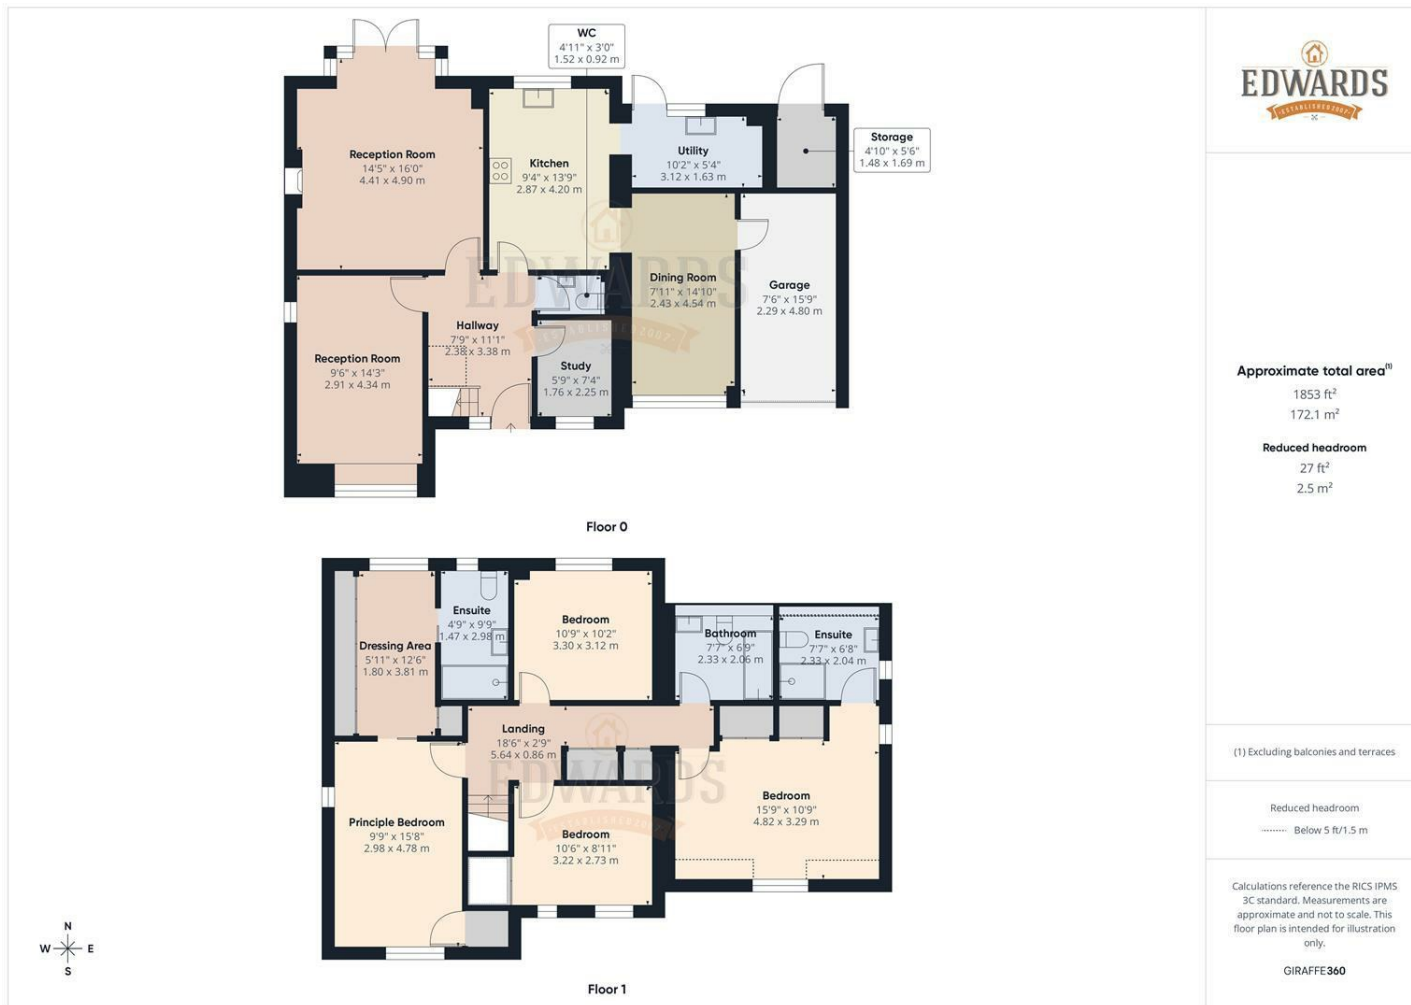 WC
4'11" x 3'0"
1.52 x 0.92 m
Reception Room
14'5" x 16'0"
4.41 x 4.90 m
Kitchen
9'4" x 13'9"
2.87 x 4.20 m
Utility
10'2" x 5'4"
3.12 x 1.63 m
Storage
4'10" x 5'6"
1.48 x 1.69 m
Dining Room
7'11" x 14'10"
2.43 x 4.54 m
Garage
7'6" x 15'9"
2.29 x 4.80 m
Hallway
7'9" x 11'1"
2.38 x 3.38 m
Reception Room
9'6" x 14'3"
2.91 x 4.34 m
Study
5'9" x 7'4"
1.76 x 2.25 m
EDWARDS
ESTABLISHED 2007
Floor 0
Ensuite
4'9" x 9'9"
1.47 x 2.98 m
Dressing Area
5'11" x 12'6"
1.80 x 3.81 m
Bedroom
10'9" x 10'2"
3.30 x 3.12 m
Bathroom
7'7" x 6'9"
2.33 x 2.06 m
Ensuite
7'7" x 6'8"
2.33 x 2.04 m
Landing
18'6" x 2'9"
5.64 x 0.86 m
Principle Bedroom
9'9" x 15'8"
2.98 x 4.78 m
Bedroom
10'6" x 8'11"
3.22 x 2.73 m
Bedroom
15'9" x 10'9"
4.82 x 3.29 m
EDWARDS
ESTABLISHED 2007
Floor 1
N
W E
S
EDWARDS
ESTABLISHED 2007
Approximate total area(1)
1853 ft²
172.1 m²
Reduced headroom
27 ft²
2.5 m²
(1) Excluding balconies and terraces
Reduced headroom
Below 5 ft/1.5 m
Calculations reference the RICS IPMS
3C standard. Measurements are
approximate and not to scale. This
floor plan is intended for illustration
only.
GIRAFFE360